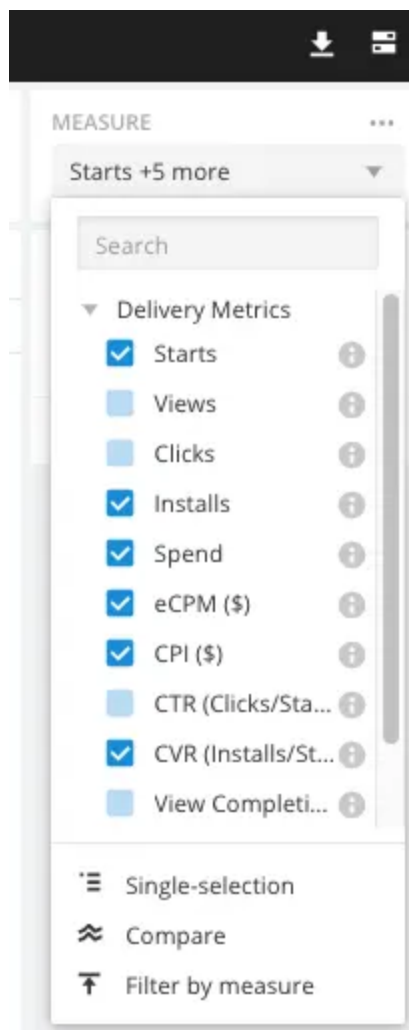 MEASURE
Starts +5 more
Search
Delivery Metrics
Starts
Views
Clicks
Installs
Spend
eCPM ($)
CPI ($)
CTR (Clicks/Sta...
CVR (Installs/St...
View Completi...
Single-selection
Compare
Filter by measure